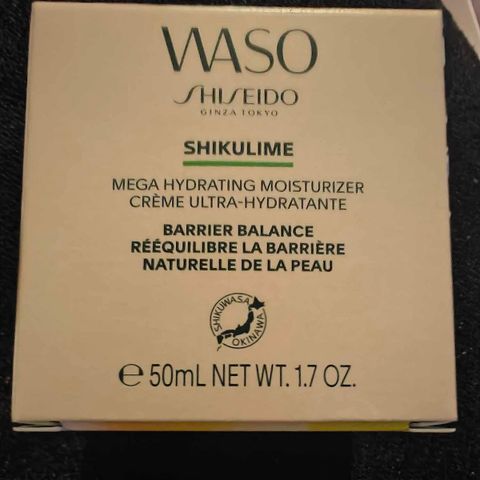 WASO
SHISEIDO
GINZA TOKYO
SHIKULIME
MEGA HYDRATING MOISTURIZER
CRÈME ULTRA-HYDRATANTE
BARRIER BALANCE
RÉÉQUILIBRE LA BARRIÈRE
NATURELLE DE LA PEAU
SHIKUWASA
OKINAWA
℮ 50mL NET WT. 1.7 OZ.